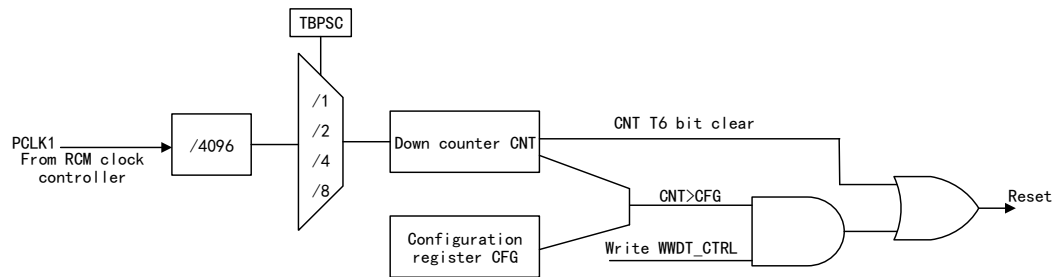 TBPSC
/1
/2
/4
/8
PCLK1
From RCM clock
controller
/4096
Down counter CNT
CNT T6 bit clear
CNT>CFG
Configuration
register CFG
Write WWDT_CTRL
Reset